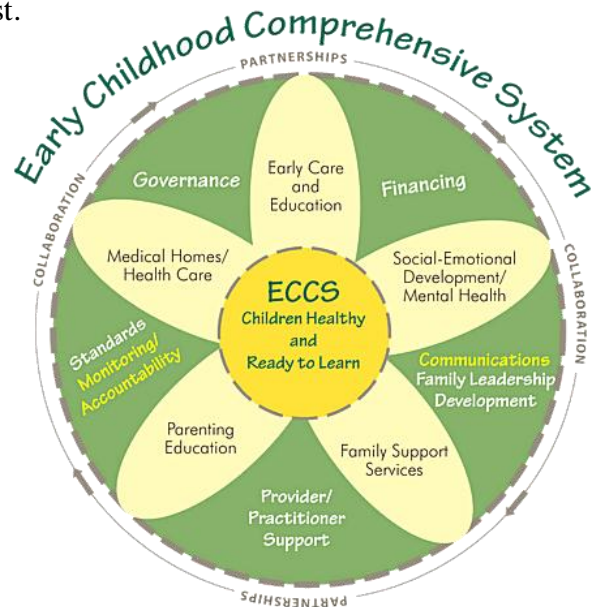 st.
Early Childhood Comprehensive System
PARTNERSHIPS
COLLABORATION
COLLABORATION
Governance
Early Care
and
Education
Financing
Medical Homes/
Health Care
Social-Emotional
Development/
Mental Health
ECCS
Children Healthy
and
Ready to Learn
Standards
Monitoring/
Accountability
Communications
Family Leadership
Development
Parenting
Education
Family Support
Services
Provider/
Practitioner
Support
PARTNERSHIPS